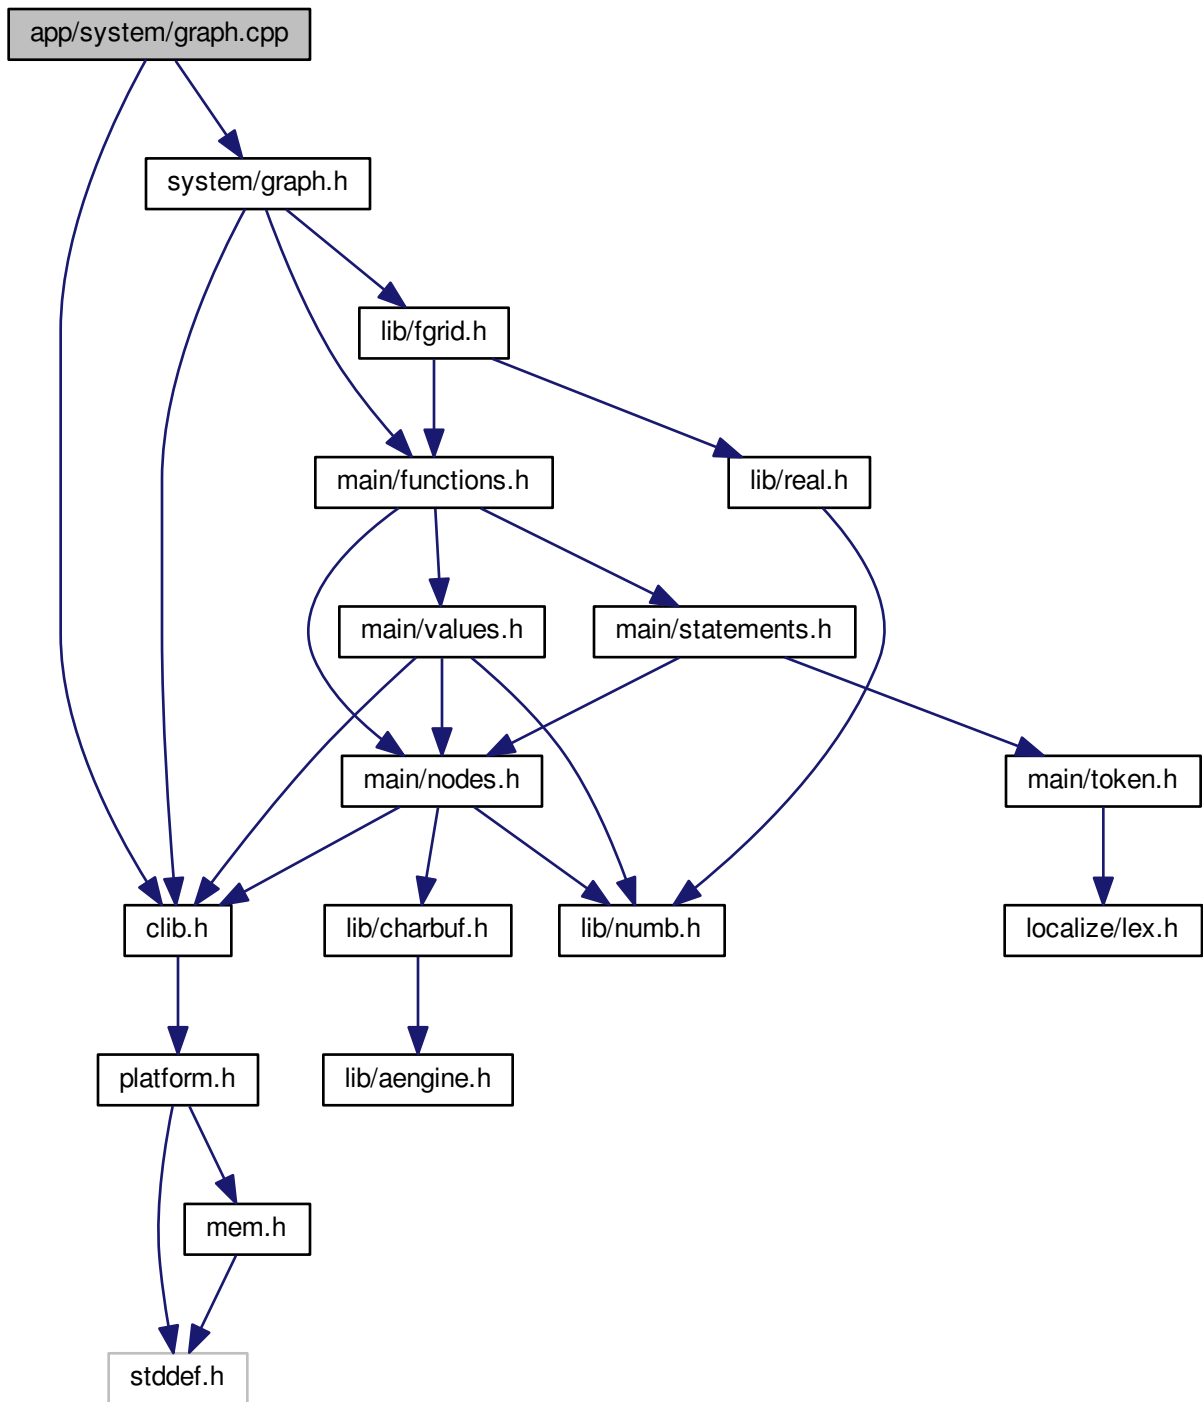 app/system/graph.cpp
system/graph.h
lib/fgrid.h
main/functions.h
lib/real.h
main/values.h
main/statements.h
main/nodes.h
main/token.h
clib.h
lib/charbuf.h
lib/numb.h
localize/lex.h
platform.h
lib/aengine.h
mem.h
stddef.h